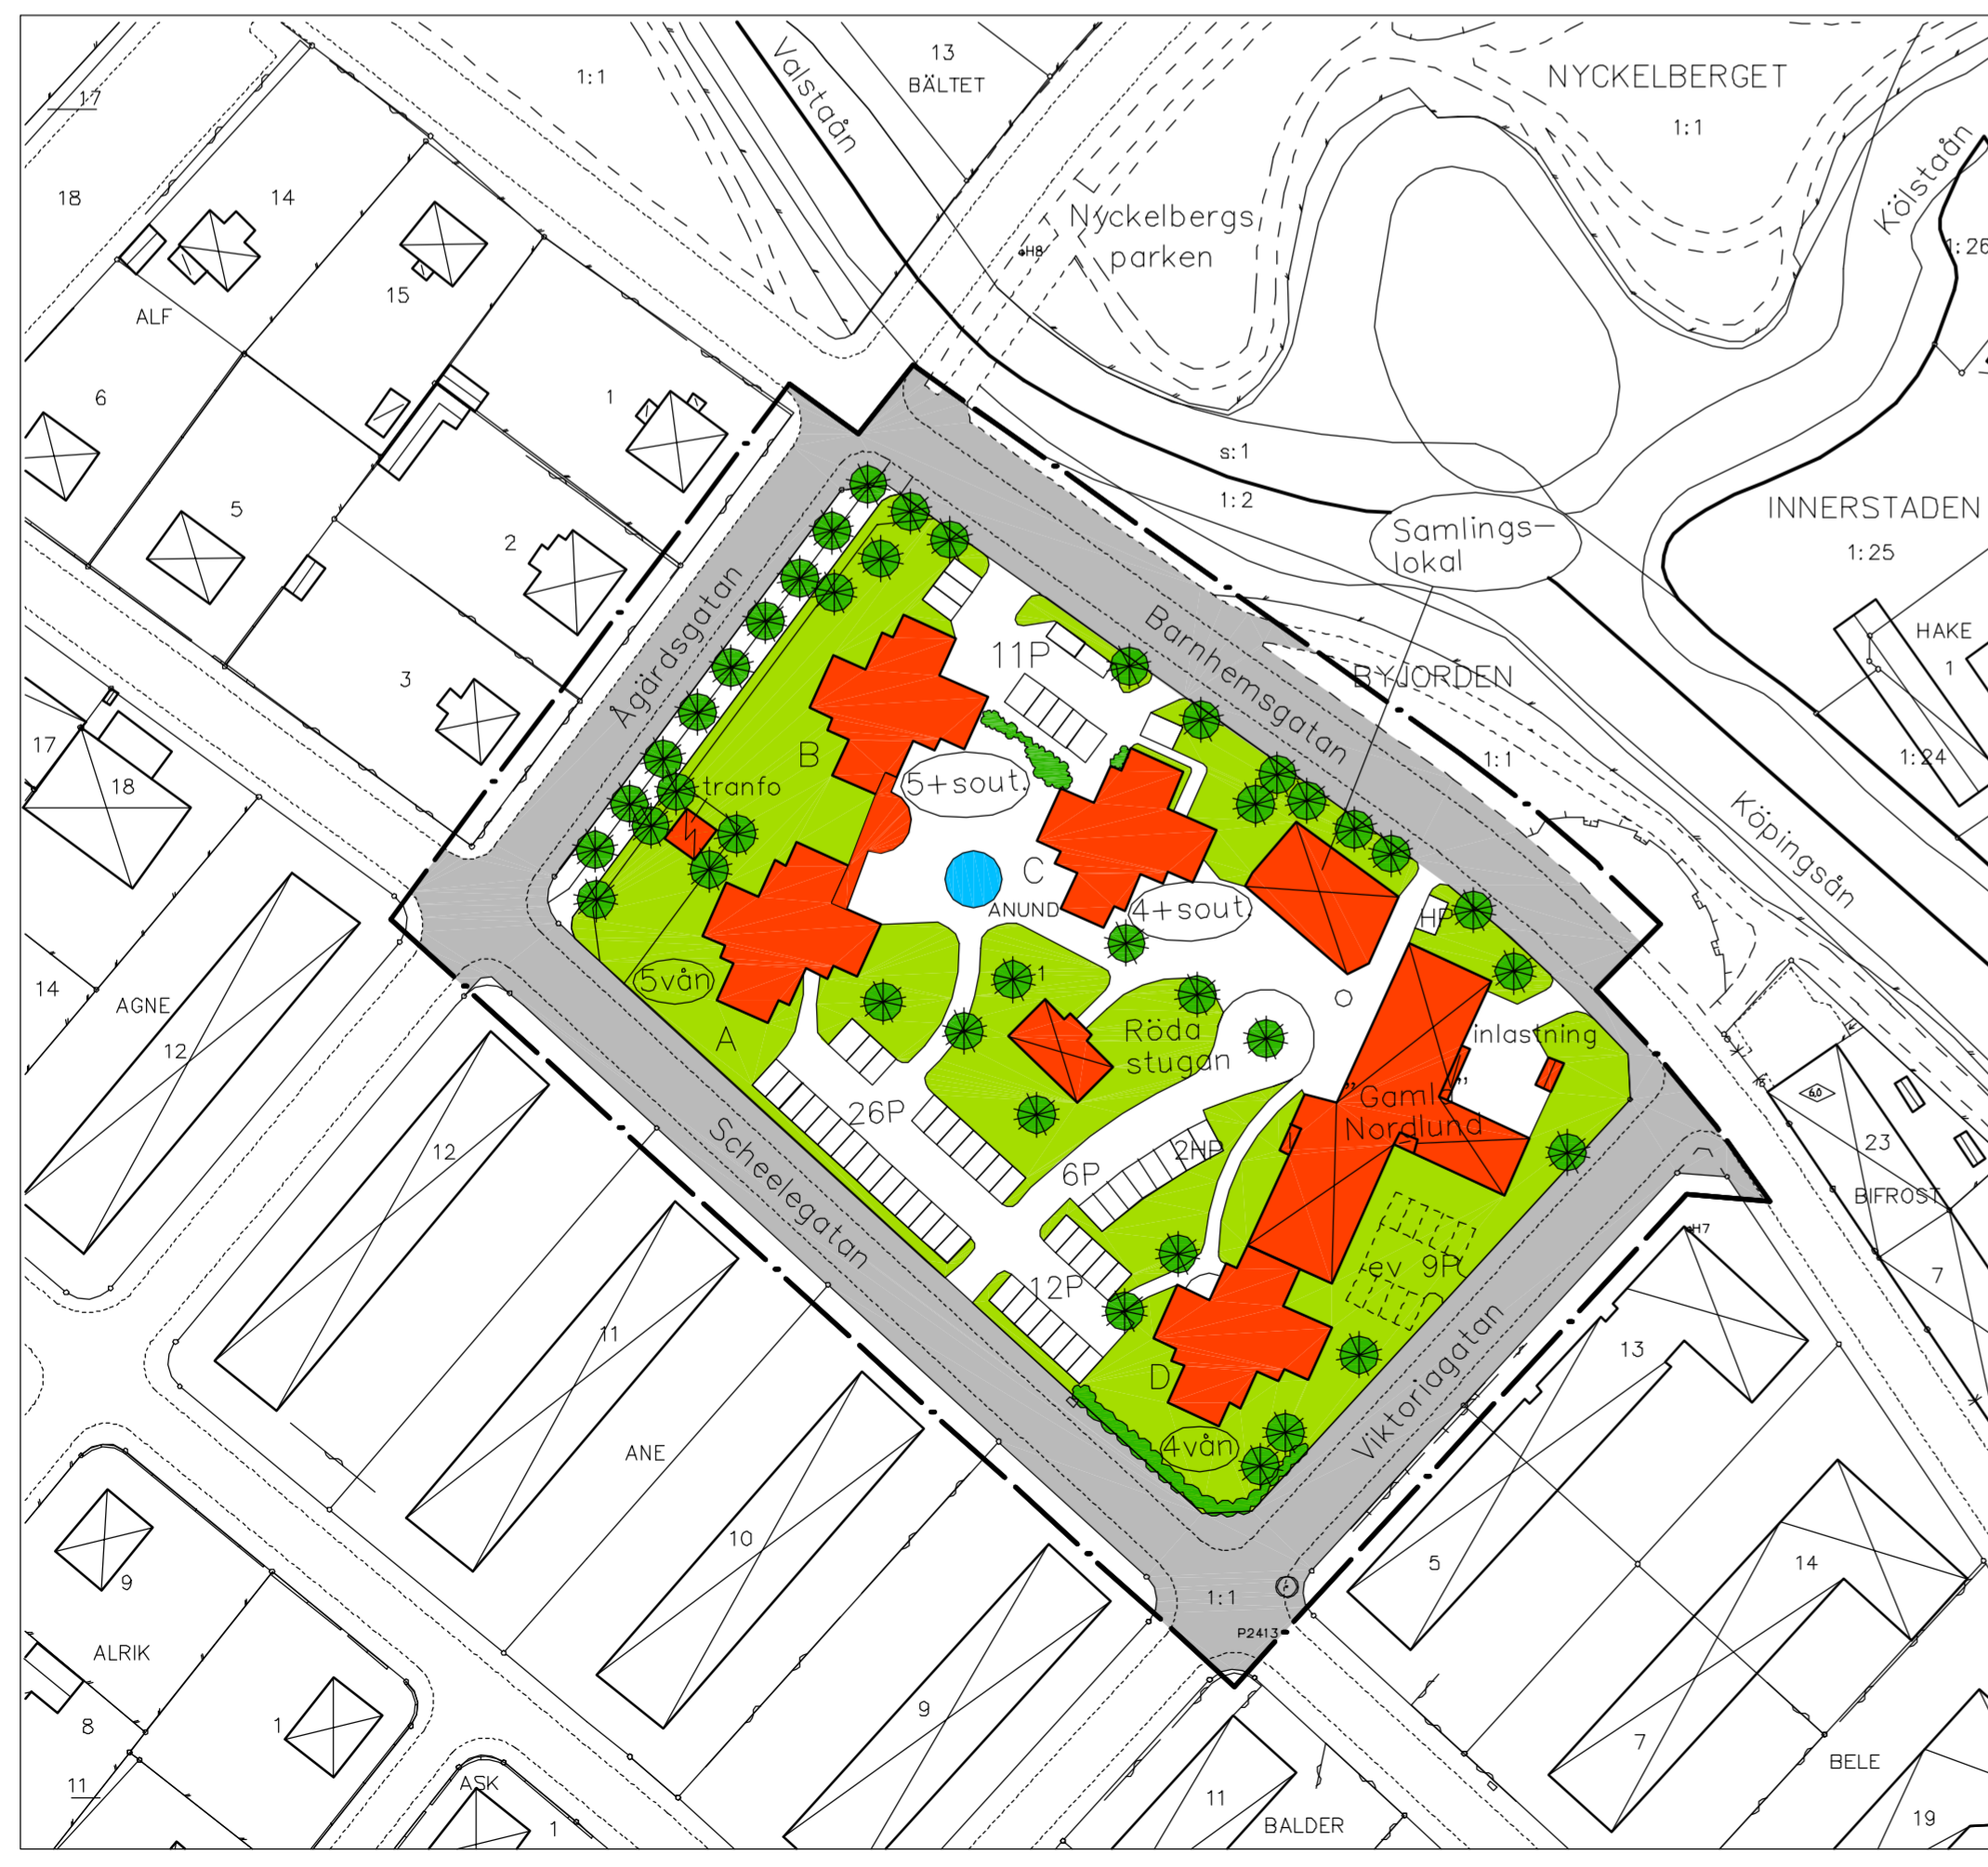 17
1:1
Valstaån
13
BÄLTET
NYCKELBERGET
1:1
Kölstaån
1:26
18
14
15
ALF
H8
Nyckelbergs
parken
6
1
5
2
3
s:1
1:2
Samlings-
lokal
INNERSTADEN
1:25
HAKE
1
1:24
Ågärdsgatan
Barnhemsgatan
BYJORDEN
1:1
Köpingsån
11P
B
5+sout.
tranfo
17
18
C
ANUND
4+sout.
HP
1
5vån
A
Röda
stugan
inlastning
"Gamla"
Nordlund
26P
2HP
6P
12P
ev 9P
D
4vån
Scheelegatan
Viktoriagatan
14
AGNE
12
12
11
ANE
10
9
60
23
BIFROST
H7
7
13
5
14
7
BELE
19
1:1
P2413
9
ALRIK
8
1
11
ASK
1
11
BALDER